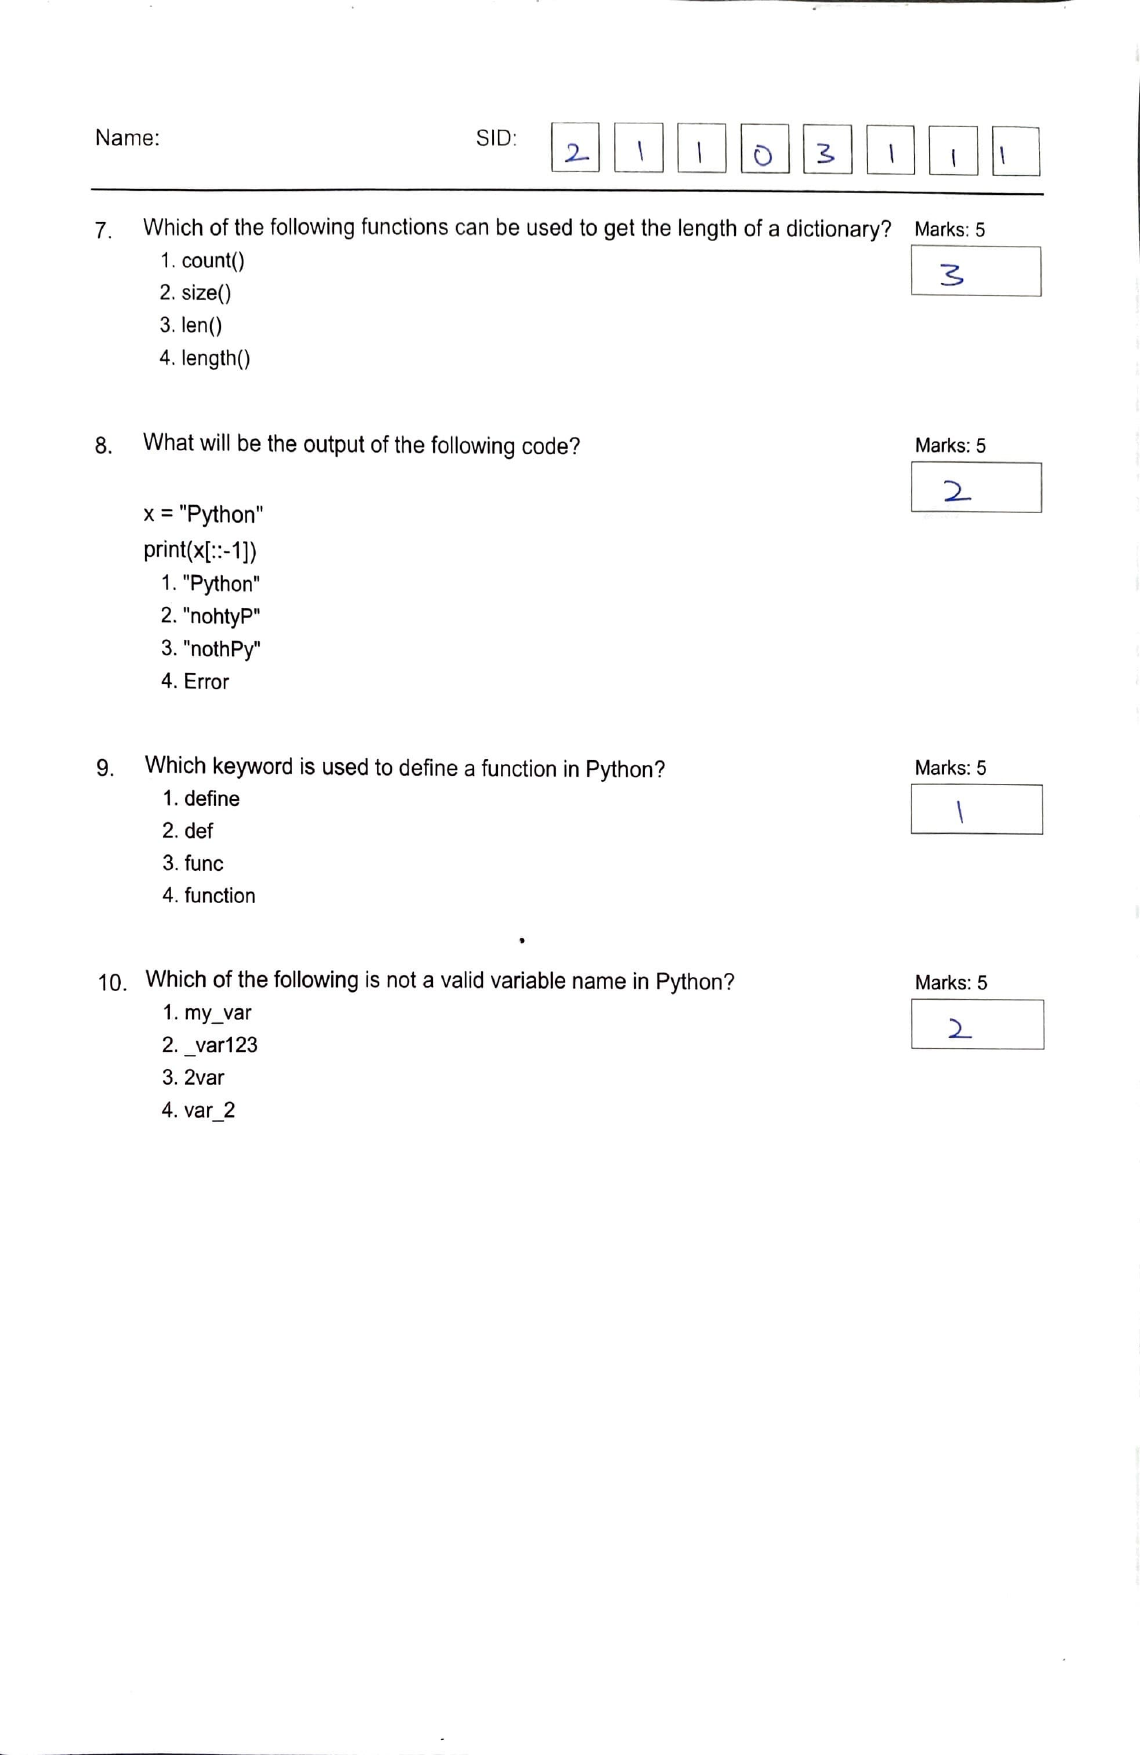 Name: SID: 2 1 1 0 3 1 1 1
7. Which of the following functions can be used to get the length of a dictionary? Marks: 5
1. count() 3
2. size()
3. len()
4. length()
8. What will be the output of the following code? Marks: 5
2
x = "Python"
print(x[::-1])
1. "Python"
2. "nohtyP"
3. "nothPy"
4. Error
9. Which keyword is used to define a function in Python? Marks: 5
1. define 1
2. def
3. func
4. function
10. Which of the following is not a valid variable name in Python? Marks: 5
1. my_var 2
2. _var123
3. 2var
4. var_2